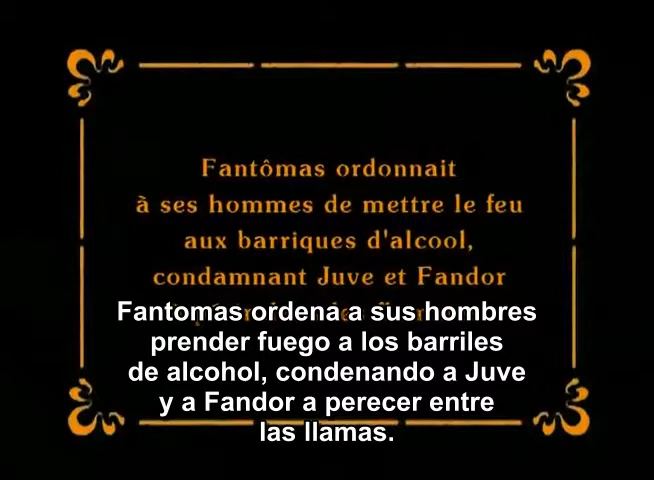 Fantômas ordonnait
à ses hommes de mettre le feu
aux barriques d'alcool,
condamnant Juve et Fandor
Fantomas ordena a sus hombres
prender fuego a los barriles
de alcohol, condenando a Juve
y a Fandor a perecer entre
las llamas.